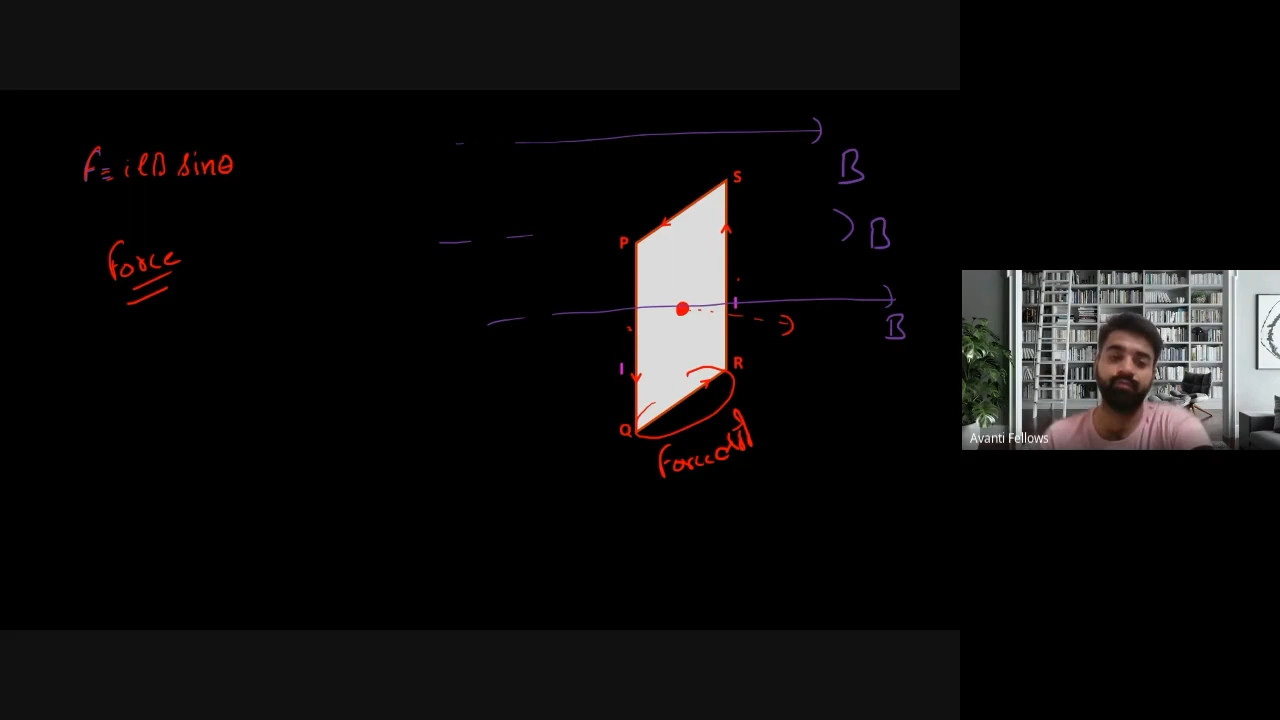 F = ilB sinθ
Force
B
B
B
S
P
I
I
R
Q
Force
Avanti Fellows